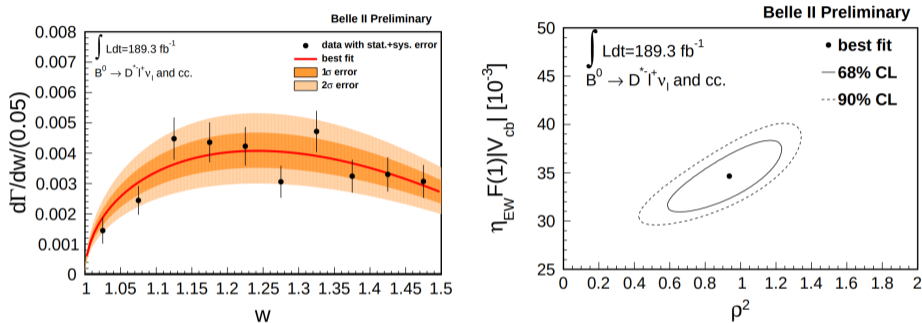 Belle II Preliminary
∫ Ldt=189.3 fb⁻¹
B⁰ → D*⁻l⁺νₗ and cc.
data with stat.+sys. error
best fit
1σ error
2σ error
dΓ/dw/(0.05)
0.008
0.007
0.006
0.005
0.004
0.003
0.002
0.001
0
1 1.05 1.1 1.15 1.2 1.25 1.3 1.35 1.4 1.45 1.5
w
Belle II Preliminary
∫ Ldt=189.3 fb⁻¹
B⁰ → D*⁻l⁺νₗ and cc.
best fit
68% CL
90% CL
η_EW F(1)|V_cb| [10⁻³]
50
45
40
35
30
25
0 0.2 0.4 0.6 0.8 1 1.2 1.4 1.6 1.8 2
ρ²